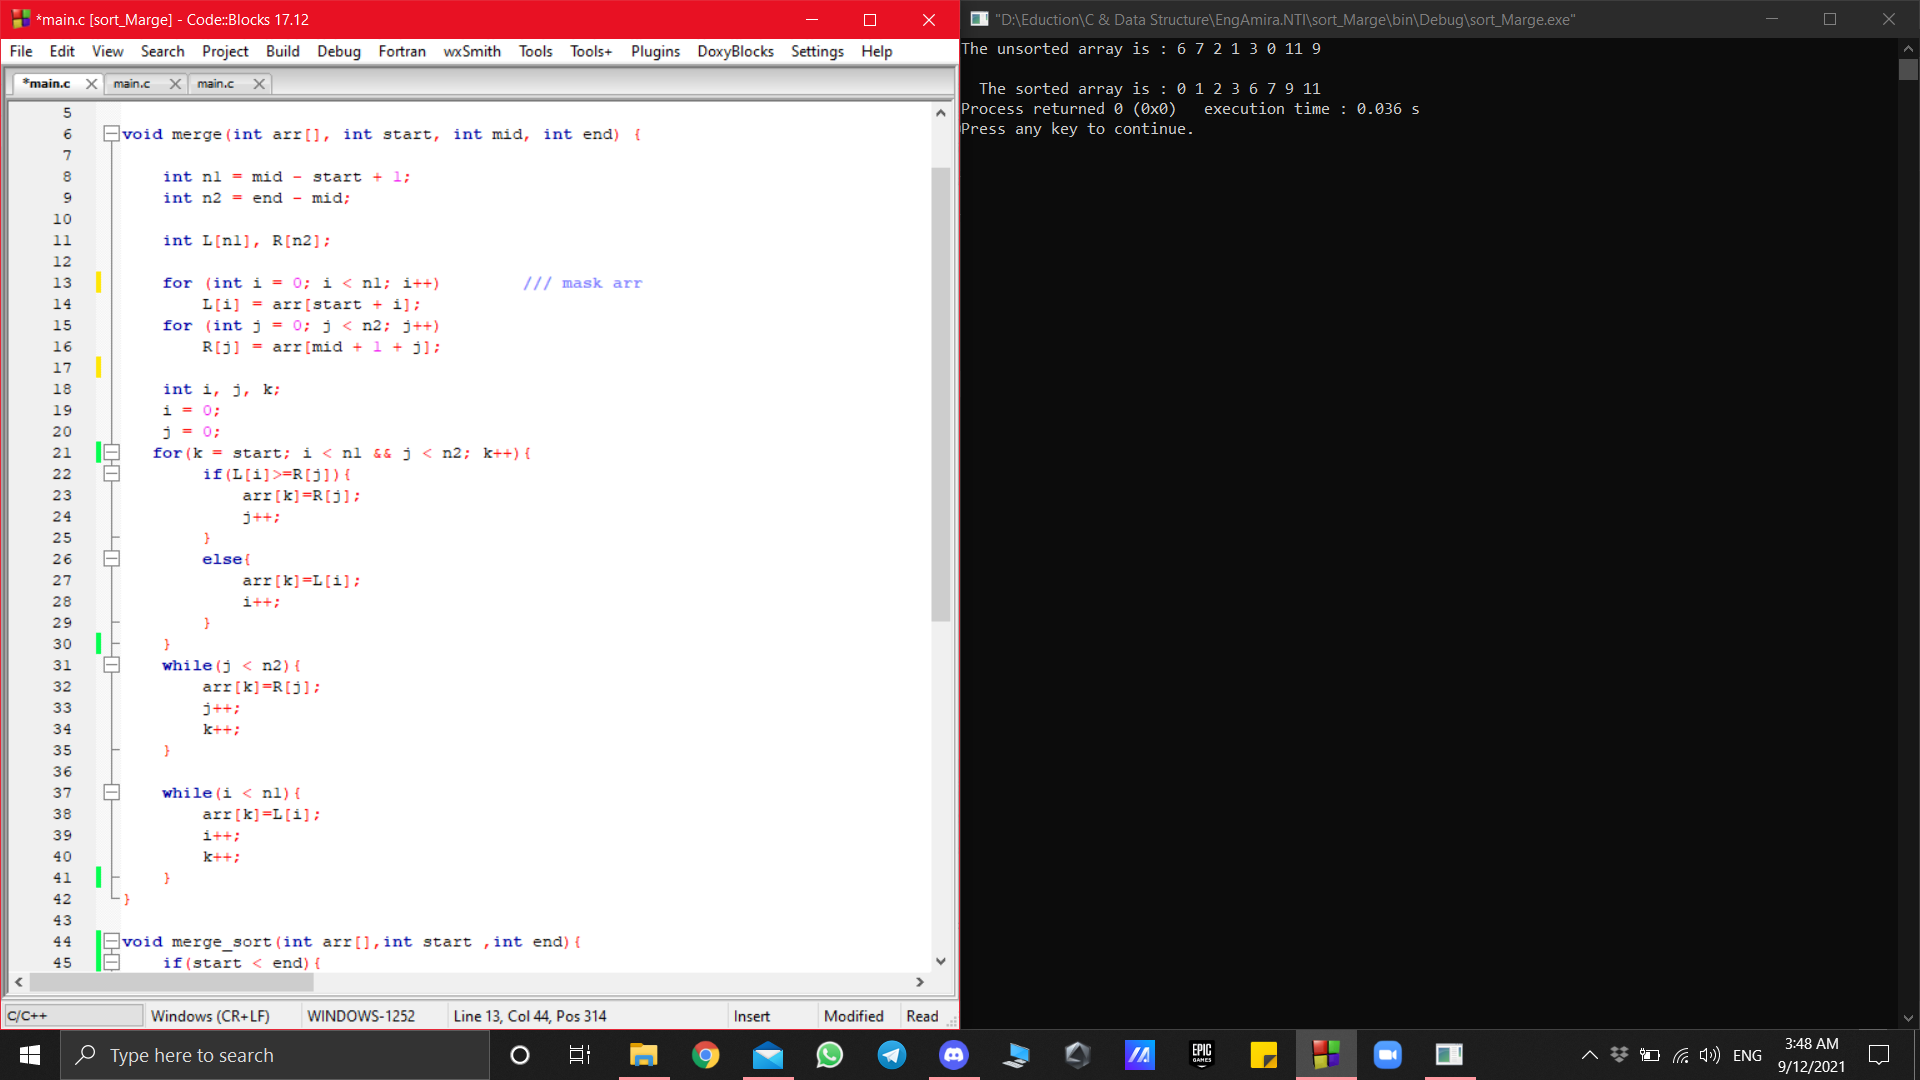 *main.c [sort_Marge] - Code::Blocks 17.12
File Edit View Search Project Build Debug Fortran wxSmith Tools Tools+ Plugins DoxyBlocks Settings Help
*main.c main.c main.c
5
6 void merge(int arr[], int start, int mid, int end) {
7
8 int n1 = mid - start + 1;
9 int n2 = end - mid;
10
11 int L[n1], R[n2];
12
13 for (int i = 0; i < n1; i++) /// mask arr
14 L[i] = arr[start + i];
15 for (int j = 0; j < n2; j++)
16 R[j] = arr[mid + 1 + j];
17
18 int i, j, k;
19 i = 0;
20 j = 0;
21 for(k = start; i < n1 && j < n2; k++){
22 if(L[i]>=R[j]){
23 arr[k]=R[j];
24 j++;
25 }
26 else{
27 arr[k]=L[i];
28 i++;
29 }
30 }
31 while(j < n2){
32 arr[k]=R[j];
33 j++;
34 k++;
35 }
36
37 while(i < n1){
38 arr[k]=L[i];
39 i++;
40 k++;
41 }
42 }
43
44 void merge_sort(int arr[],int start ,int end){
45 if(start < end){
C/C++ Windows (CR+LF) WINDOWS-1252 Line 13, Col 44, Pos 314 Insert Modified Read
"D:\Eduction\C & Data Structure\EngAmira.NTI\sort_Marge\bin\Debug\sort_Marge.exe"
The unsorted array is : 6 7 2 1 3 0 11 9
The sorted array is : 0 1 2 3 6 7 9 11
Process returned 0 (0x0) execution time : 0.036 s
Press any key to continue.
Type here to search
EPIC
GAMES
ENG
3:48 AM
9/12/2021